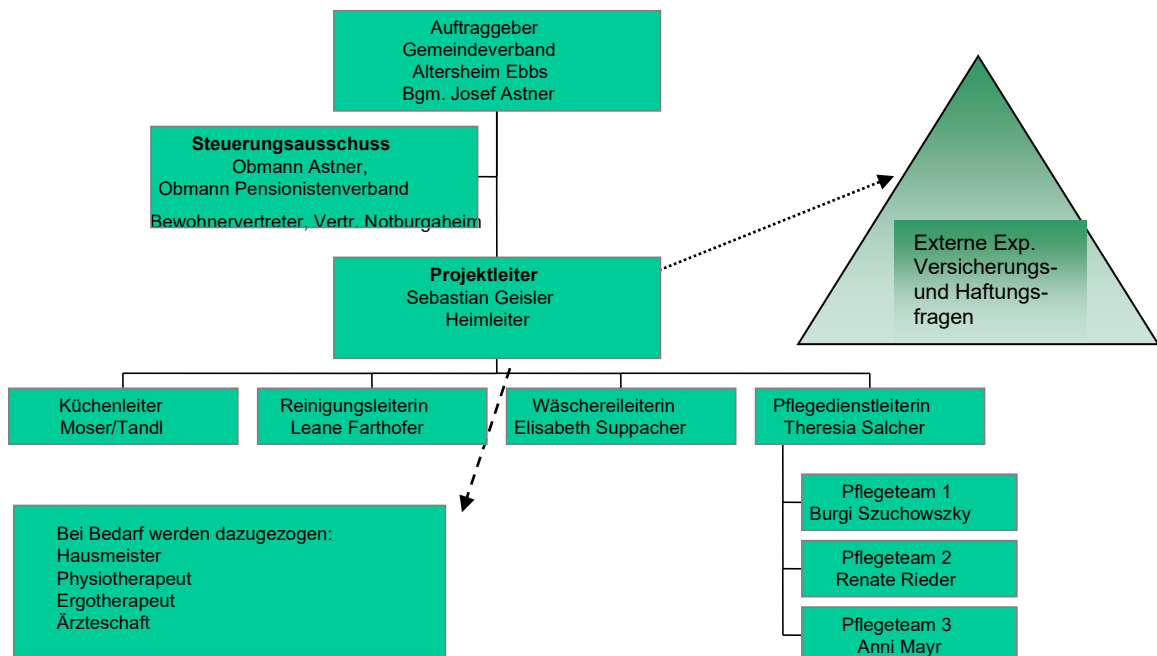 Auftraggeber
Gemeindeverband
Altersheim Ebbs
Bgm. Josef Astner
Steuerungsausschuss
Obmann Astner,
Obmann Pensionistenverband
Bewohnervertreter, Vertr. Notburgaheim
Externe Exp.
Versicherungs-
und Haftungs-
fragen
Projektleiter
Sebastian Geisler
Heimleiter
Küchenleiter
Moser/Tandl
Reinigungsleiterin
Leane Farthofer
Wäschereileiterin
Elisabeth Suppacher
Pflegedienstleiterin
Theresia Salcher
Pflegeteam 1
Burgi Szuchowszky
Pflegeteam 2
Renate Rieder
Pflegeteam 3
Anni Mayr
Bei Bedarf werden dazugezogen:
Hausmeister
Physiotherapeut
Ergotherapeut
Ärzteschaft